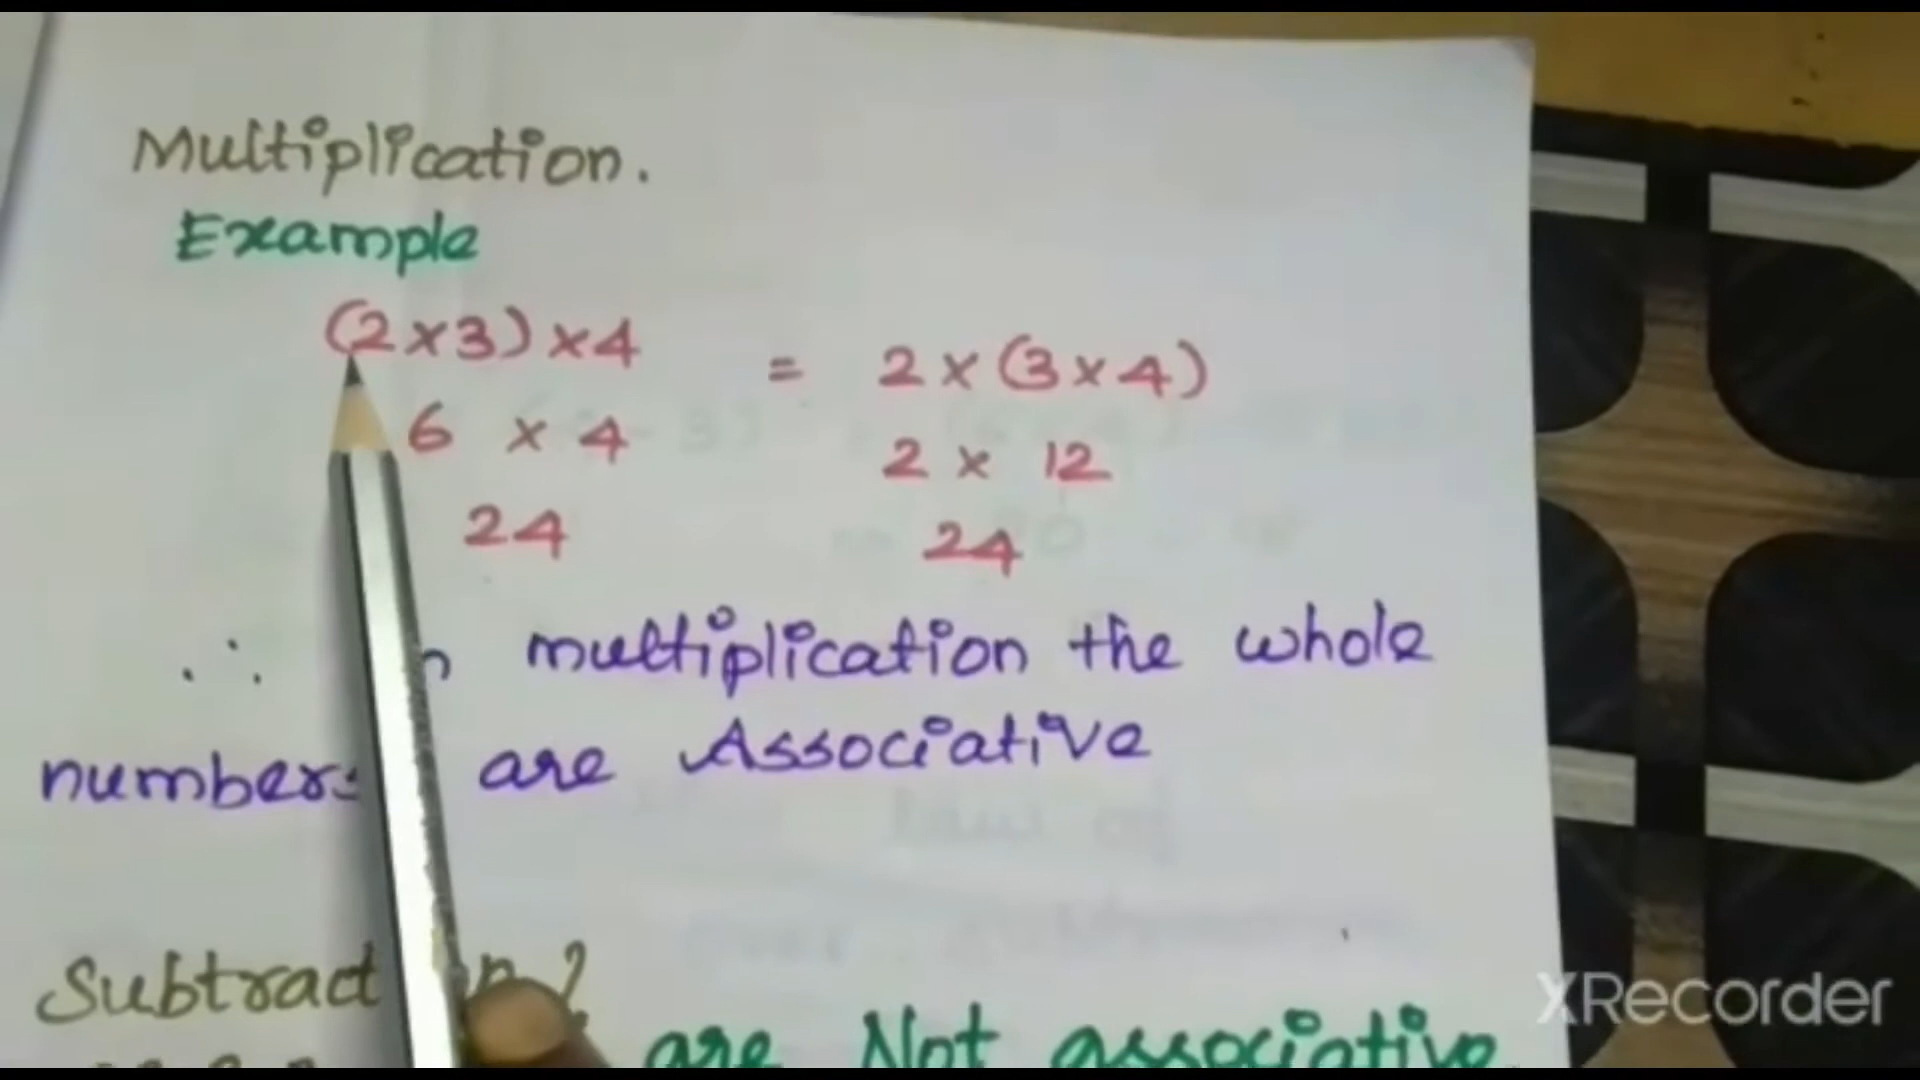 Multiplication.
Example
(2×3)×4 = 2×(3×4)
6 × 4 2 × 12
24 24
∴ multiplication the whole
numbers are Associative
Subtract
are Not associative
XRecorder